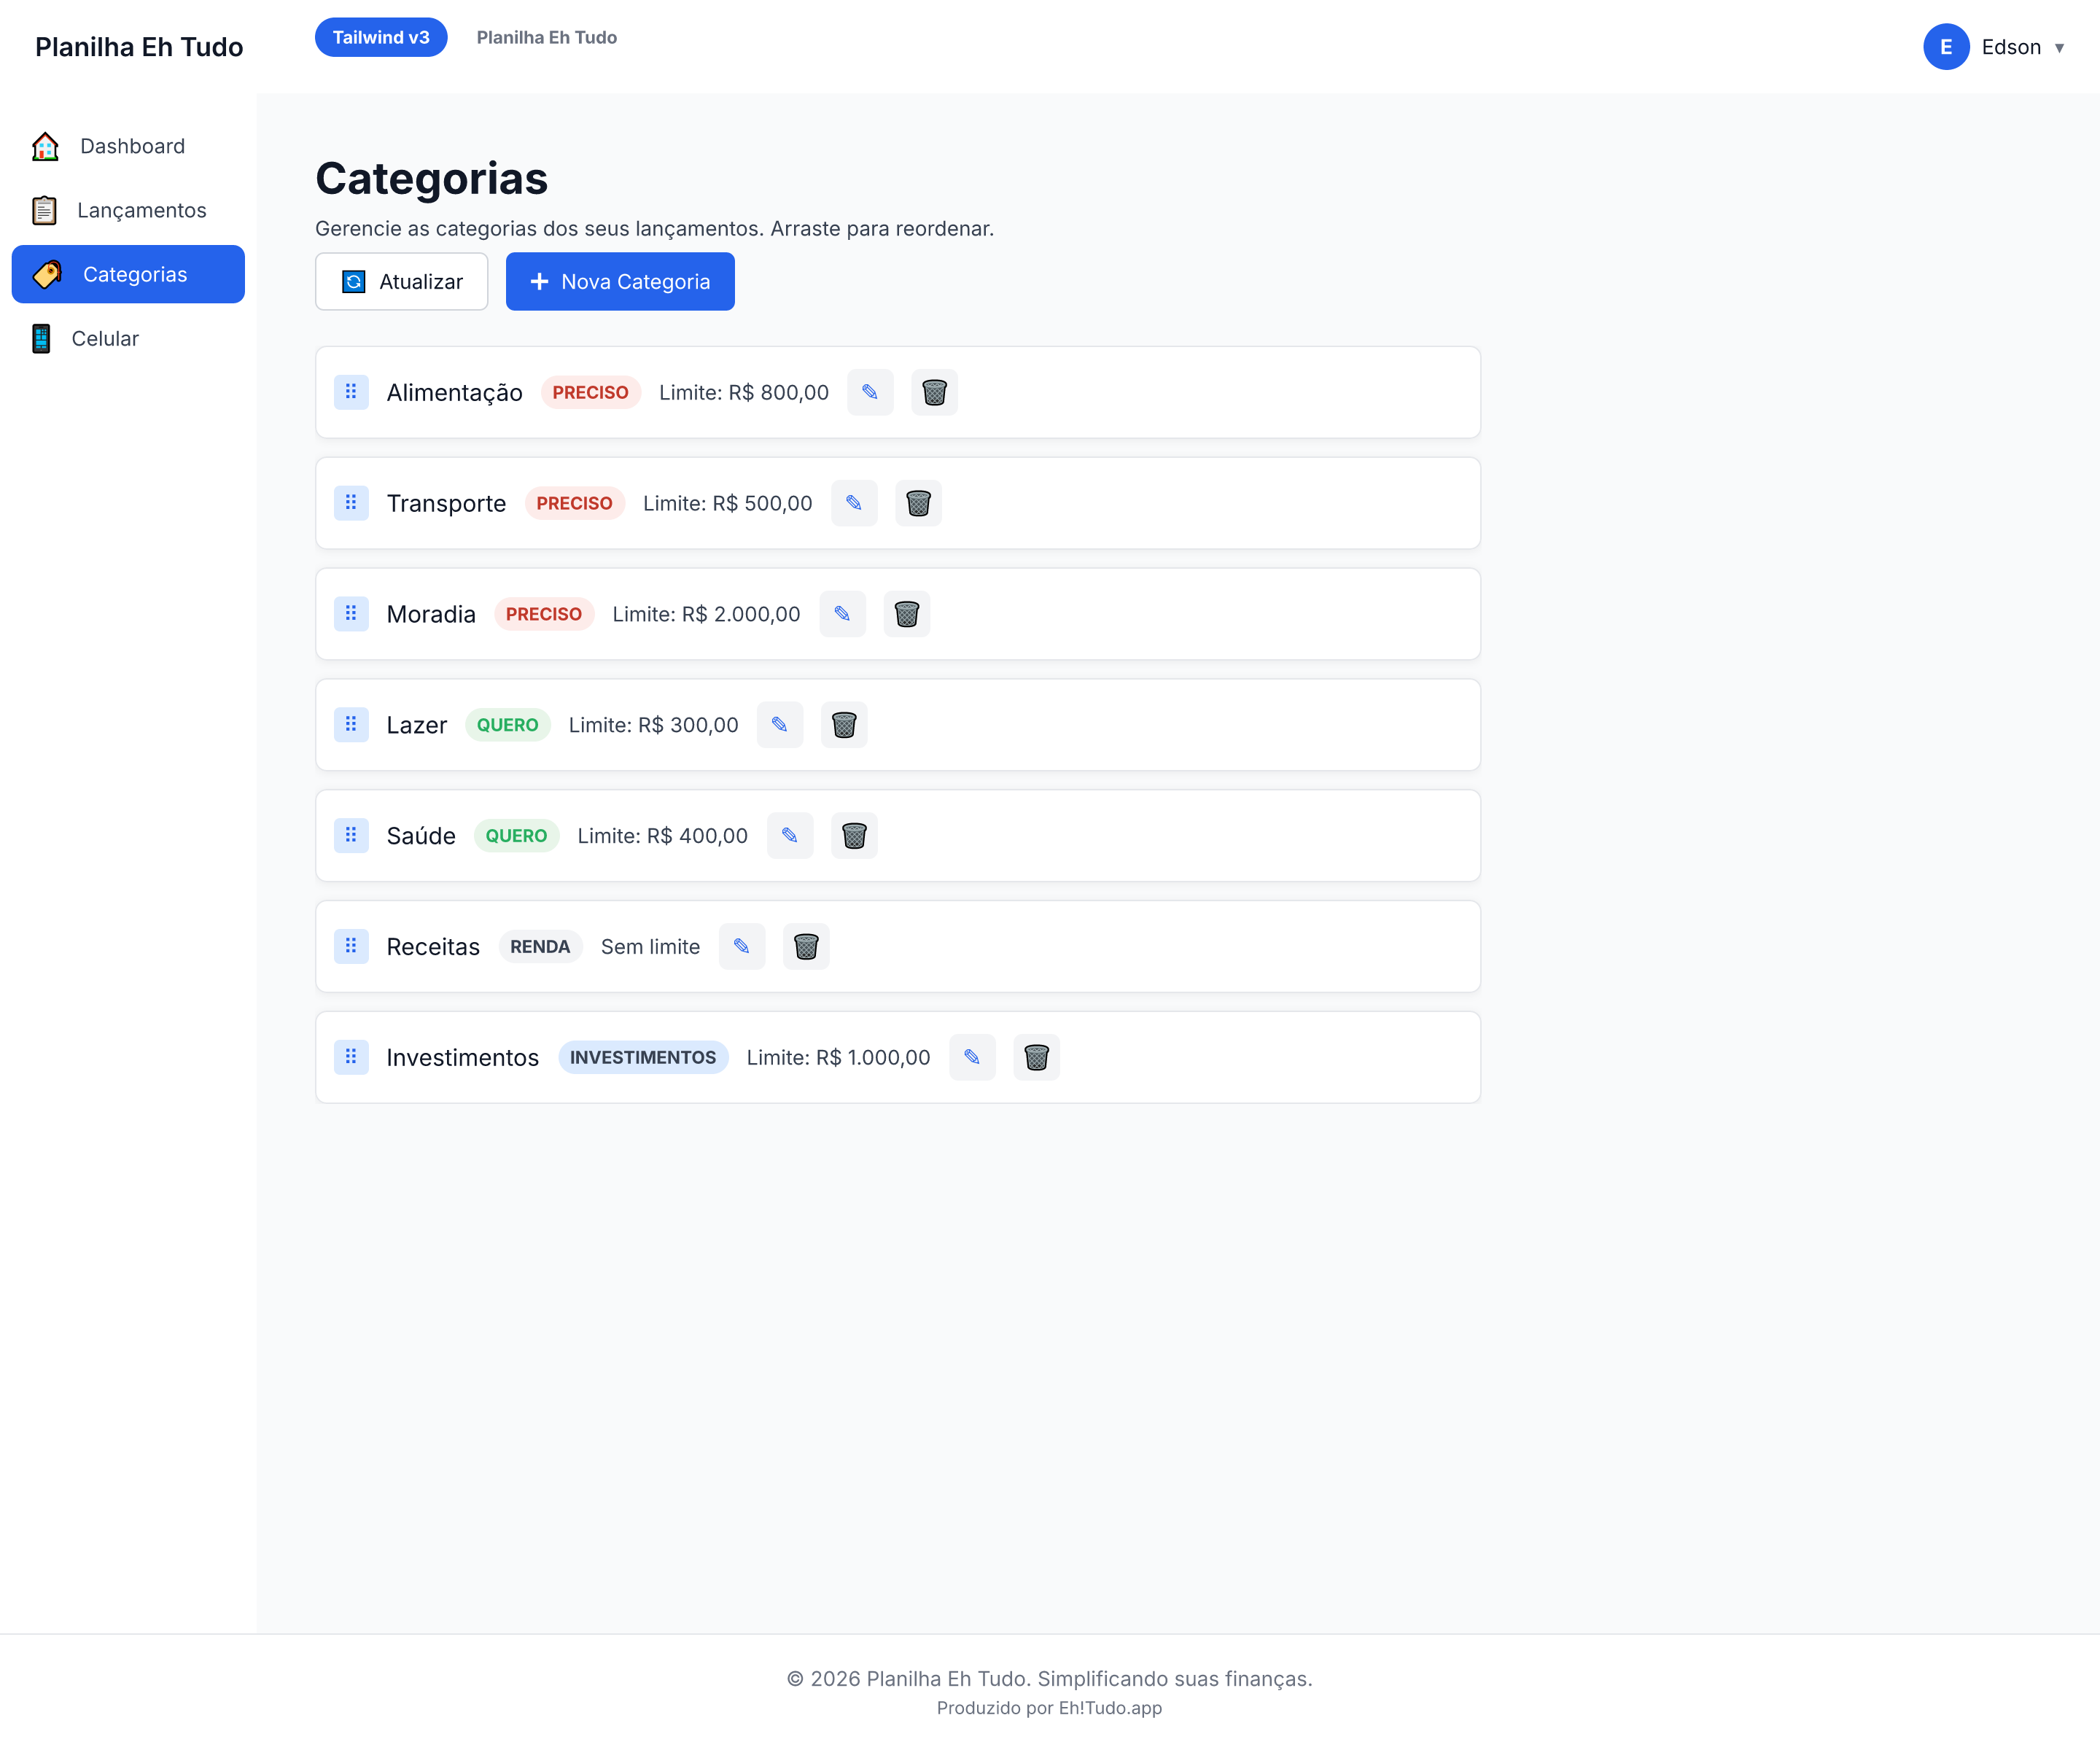 Planilha Eh Tudo
Tailwind v3
Planilha Eh Tudo
E
Edson
Dashboard
Lançamentos
Categorias
Celular
Categorias
Gerencie as categorias dos seus lançamentos. Arraste para reordenar.
Atualizar
Nova Categoria
Alimentação PRECISO Limite: R$ 800,00
Transporte PRECISO Limite: R$ 500,00
Moradia PRECISO Limite: R$ 2.000,00
Lazer QUERO Limite: R$ 300,00
Saúde QUERO Limite: R$ 400,00
Receitas RENDA Sem limite
Investimentos INVESTIMENTOS Limite: R$ 1.000,00
© 2026 Planilha Eh Tudo. Simplificando suas finanças.
Produzido por Eh!Tudo.app